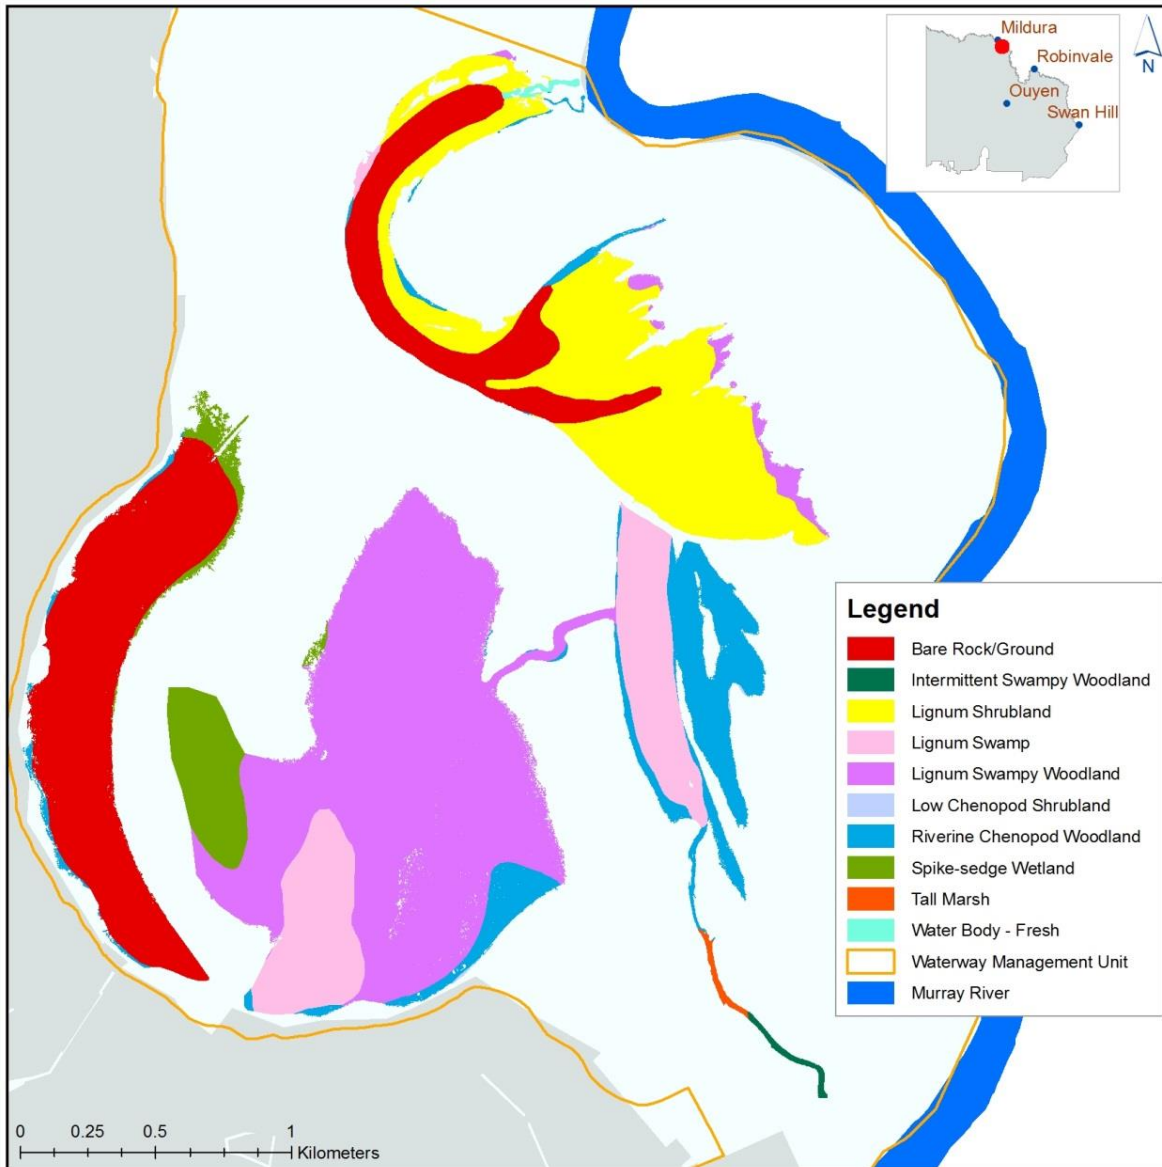 Mildura
N
Robinvale
Ouyen
Swan Hill
Legend
Bare Rock/Ground
Intermittent Swampy Woodland
Lignum Shrubland
Lignum Swamp
Lignum Swampy Woodland
Low Chenopod Shrubland
Riverine Chenopod Woodland
Spike-sedge Wetland
Tall Marsh
Water Body - Fresh
Waterway Management Unit
Murray River
0 0.25 0.5 1
Kilometers